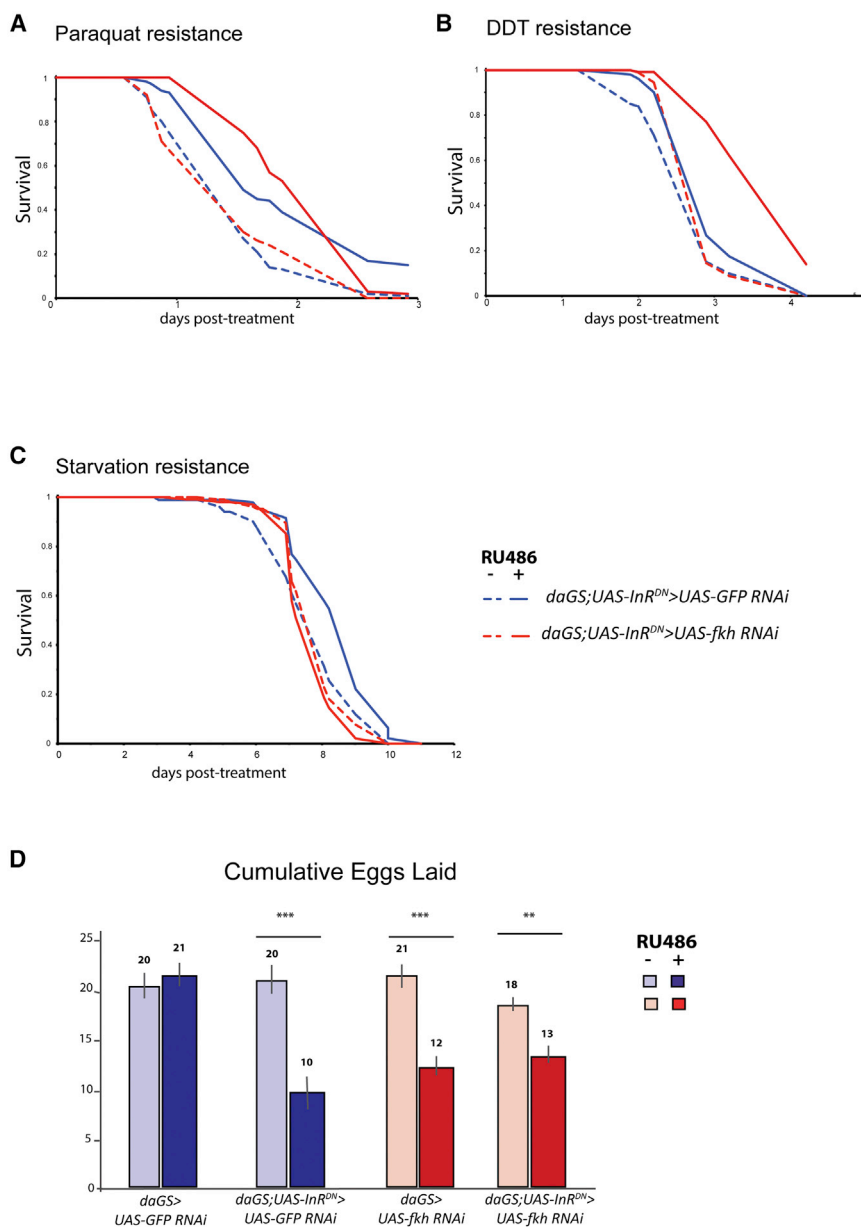 A
Paraquat resistance
Survival
1
0.8
0.6
0.4
0.2
0
1
2
3
days post-treatment
B
DDT resistance
Survival
1
0.8
0.6
0.4
0.2
0
0
1
2
3
4
days post-treatment
C
Starvation resistance
Survival
1
0.8
0.6
0.4
0.2
0
0
2
4
6
8
10
12
days post-treatment
RU486
- +
daGS;UAS-InR^DN>UAS-GFP RNAi
daGS;UAS-InR^DN>UAS-fkh RNAi
D
Cumulative Eggs Laid
25
20
15
10
5
0
20
21
***
20
10
***
21
12
**
18
13
RU486
- +
daGS>
UAS-GFP RNAi
daGS;UAS-InR^DN>
UAS-GFP RNAi
daGS>
UAS-fkh RNAi
daGS;UAS-InR^DN>
UAS-fkh RNAi